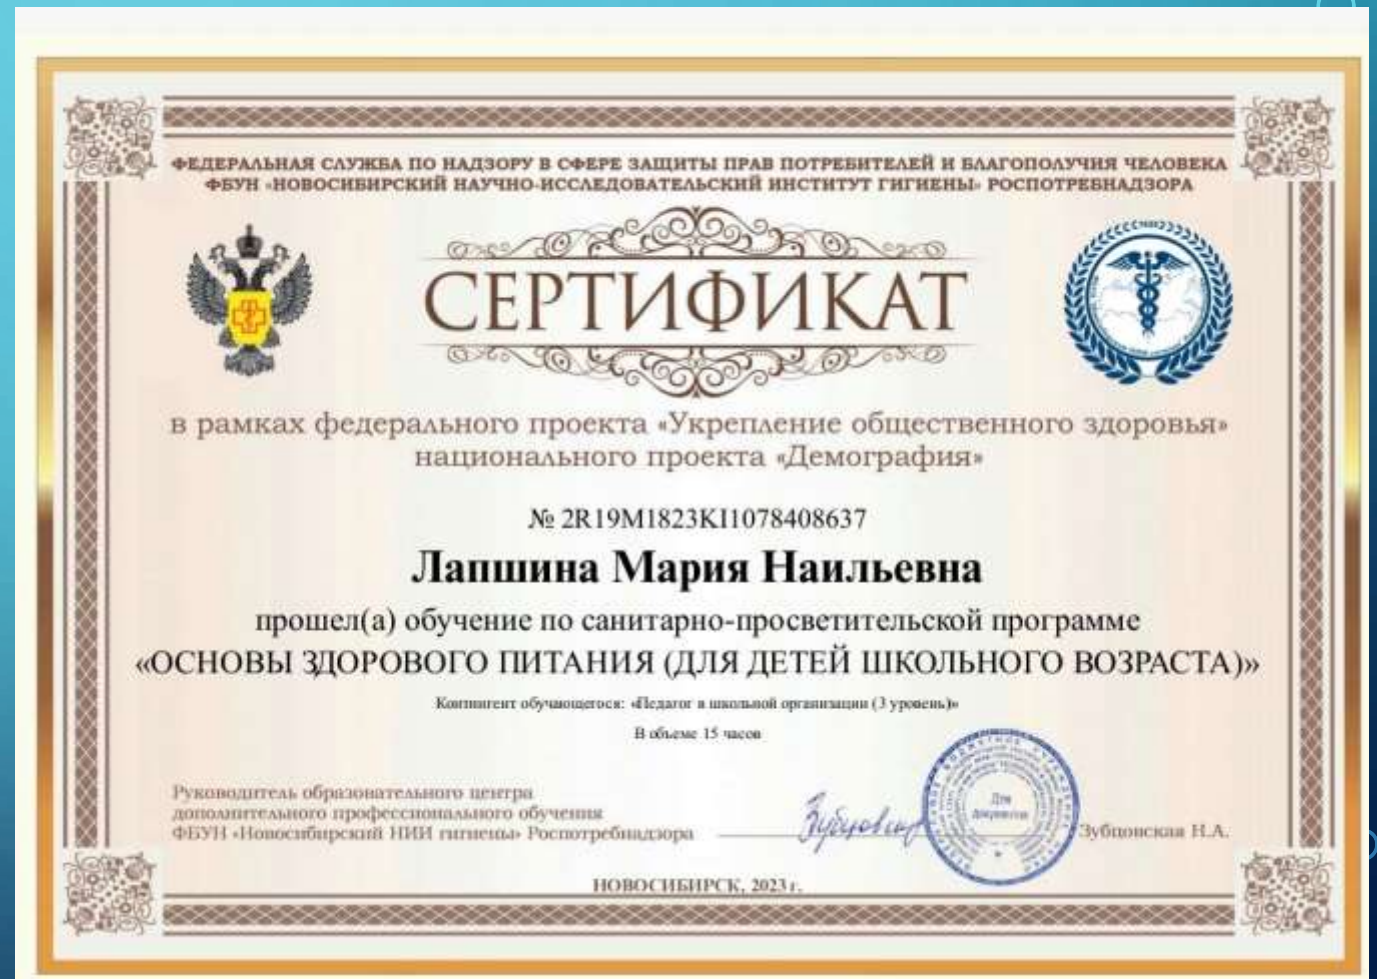 ФЕДЕРАЛЬНАЯ СЛУЖБА ПО НАДЗОРУ В СФЕРЕ ЗАЩИТЫ ПРАВ ПОТРЕБИТЕЛЕЙ И БЛАГОПОЛУЧИЯ ЧЕЛОВЕКА
ФБУН «НОВОСИБИРСКИЙ НАУЧНО-ИССЛЕДОВАТЕЛЬСКИЙ ИНСТИТУТ ГИГИЕНЫ» РОСПОТРЕБНАДЗОРА
СЕРТИФИКАТ
в рамках федерального проекта «Укрепление общественного здоровья»
национального проекта «Демография»
№ 2R19M1823KI1078408637
Лапшина Мария Наильевна
прошел(а) обучение по санитарно-просветительской программе
«ОСНОВЫ ЗДОРОВОГО ПИТАНИЯ (ДЛЯ ДЕТЕЙ ШКОЛЬНОГО ВОЗРАСТА)»
Контингент обучающегося: «Педагог в школьной организации (3 уровень)»
В объеме 15 часов
Руководитель образовательного центра
дополнительного профессионального обучения
ФБУН «Новосибирский НИИ гигиены» Роспотребнадзора
Для
документов
Зубцовская Н.А.
НОВОСИБИРСК, 2023 г.